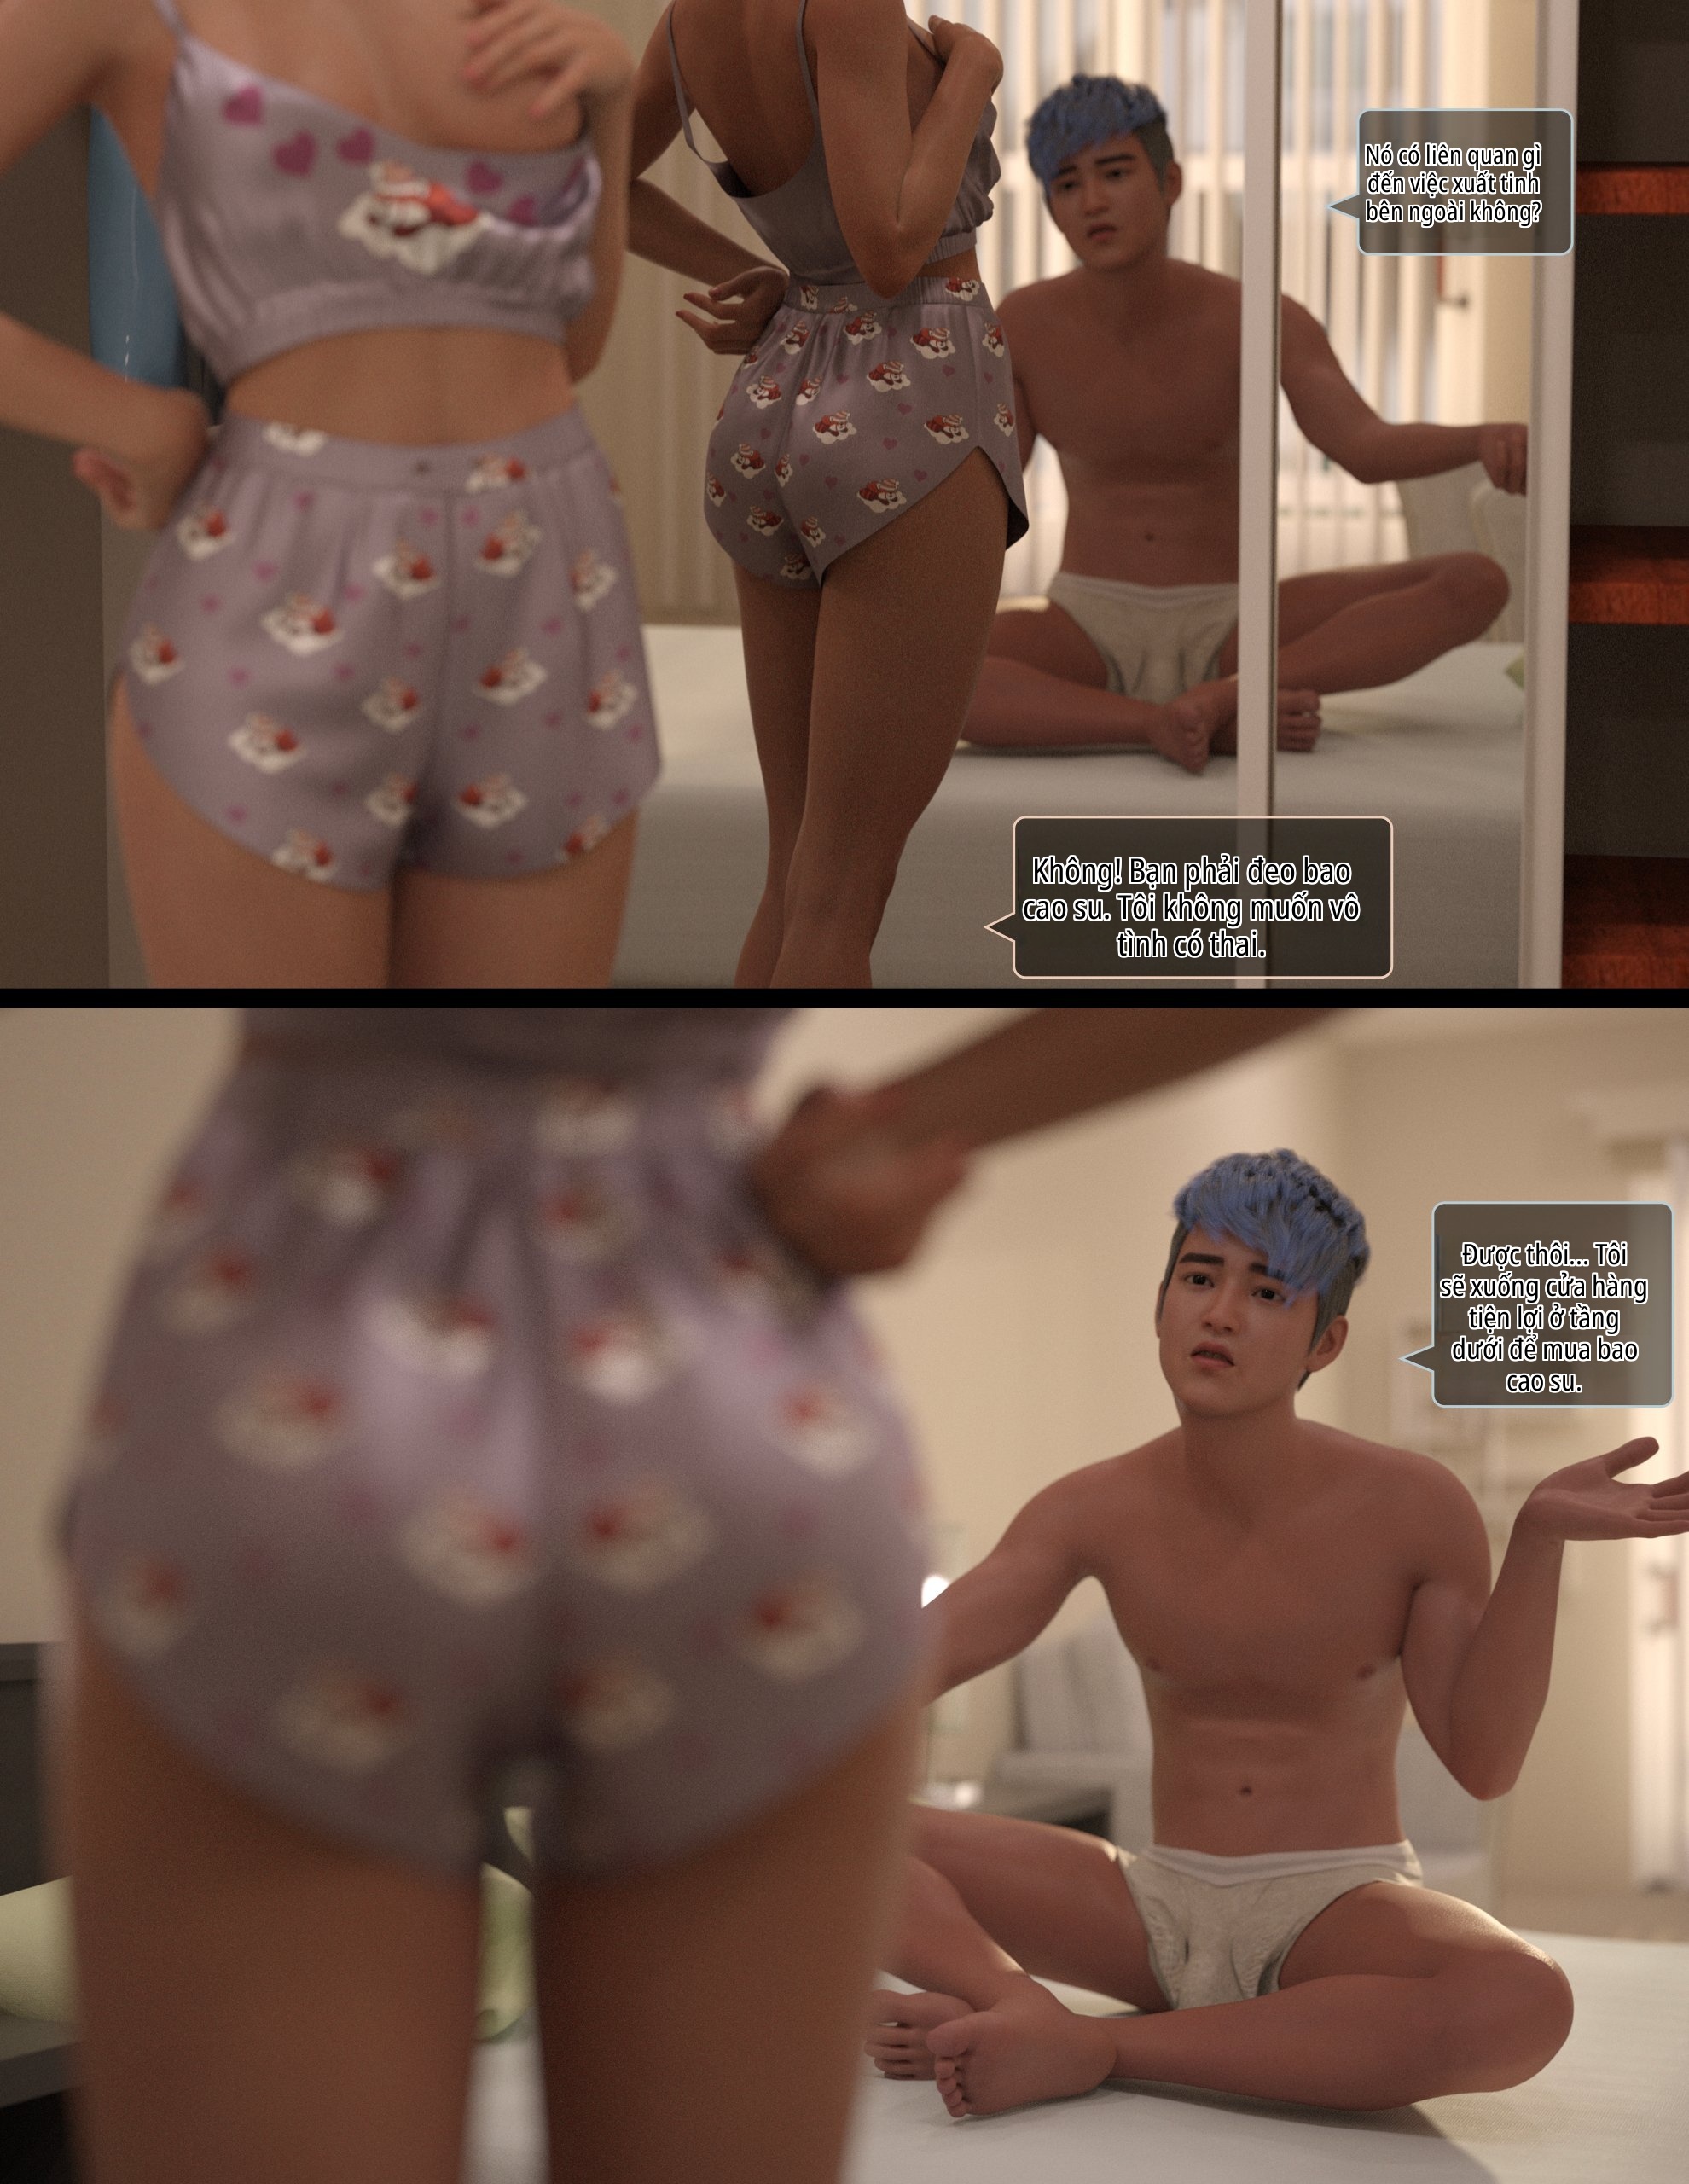 Nó có liên quan gì
đến việc xuất tinh
bên ngoài không?
Không! Bạn phải đeo bao
cao su. Tôi không muốn vô
tình có thai.
Được thôi... Tôi
sẽ xuống cửa hàng
tiện lợi ở tầng
dưới để mua bao
cao su.